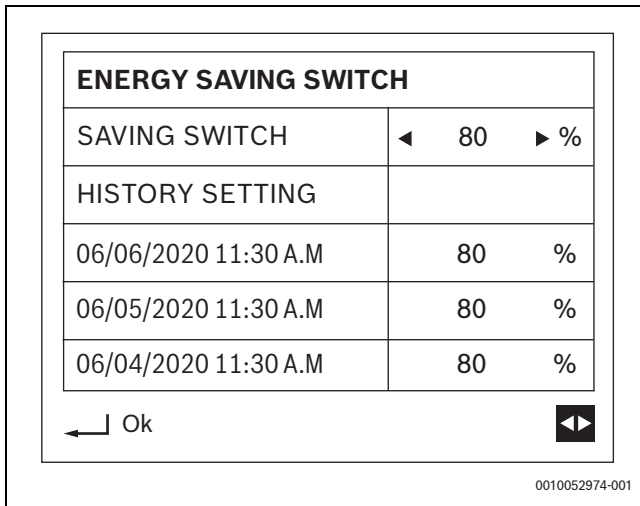 ENERGY SAVING SWITCH
SAVING SWITCH ◄ 80 ► %
HISTORY SETTING
06/06/2020 11:30 A.M 80 %
06/05/2020 11:30 A.M 80 %
06/04/2020 11:30 A.M 80 %
Ok
0010052974-001